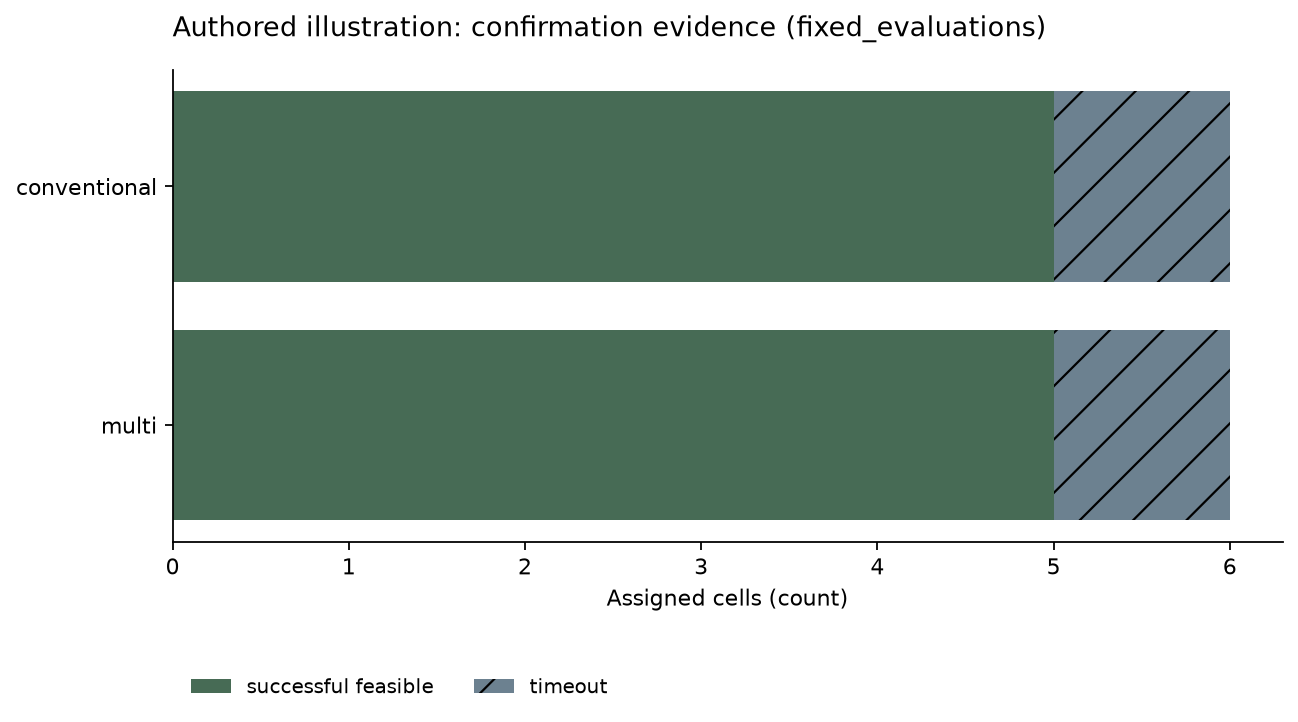 Authored illustration: confirmation evidence (fixed_evaluations)
conventional
multi
0 1 2 3 4 5 6
Assigned cells (count)
successful feasible timeout